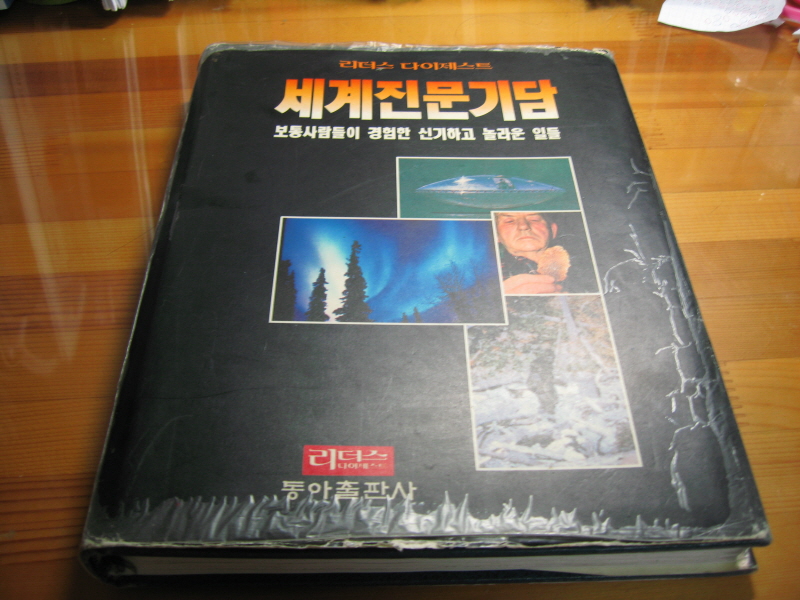 리더스 다이제스트
세계진문기담
보통사람들이 경험한 신기하고 놀라운 일들
리더스
다이제스트
동아출판사